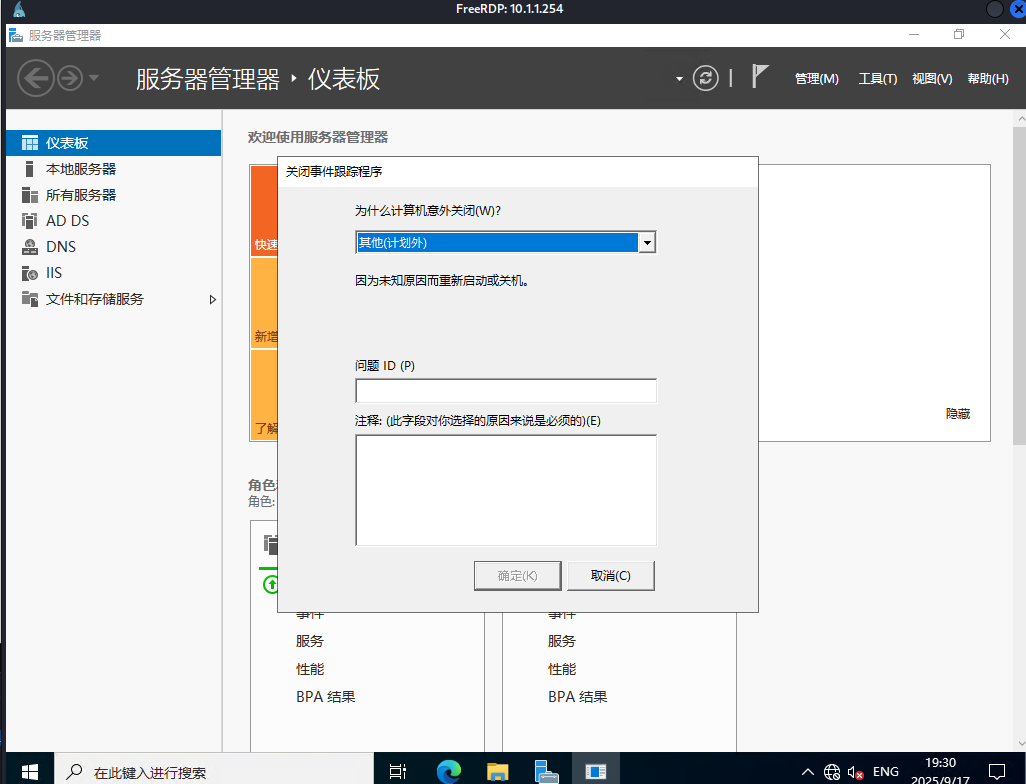 FreeRDP: 10.1.1.254
服务器管理器
服务器管理器 仪表板
管理(M) 工具(T) 视图(V) 帮助(H)
仪表板
本地服务器
所有服务器
AD DS
DNS
IIS
文件和存储服务
欢迎使用服务器管理器
快速
新增
了解
隐藏
关闭事件跟踪程序
为什么计算机意外关闭(W)?
其他(计划外)
因为未知原因而重新启动或关机。
问题 ID (P)
注释: (此字段对你选择的原因来说是必须的)(E)
确定(K) 取消(C)
角色
角色:
事件
服务
性能
BPA 结果
事件
服务
性能
BPA 结果
在此键入进行搜索
ENG
19:30
2025/9/17